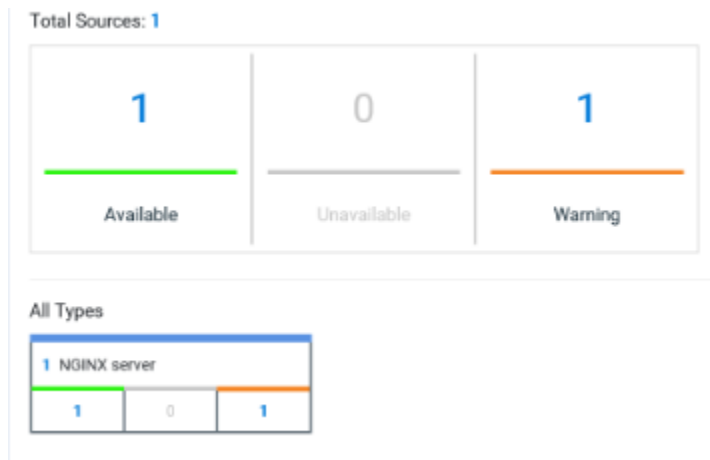 Total Sources: 1
1 0 1
Available Unavailable Warning
All Types
1 NGINX server
1 0 1